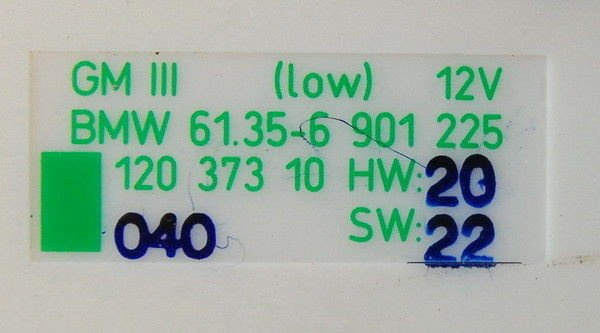 GM III (low) 12V
BMW 61.35-6 901 225
120 373 10 HW:20
040 SW:22